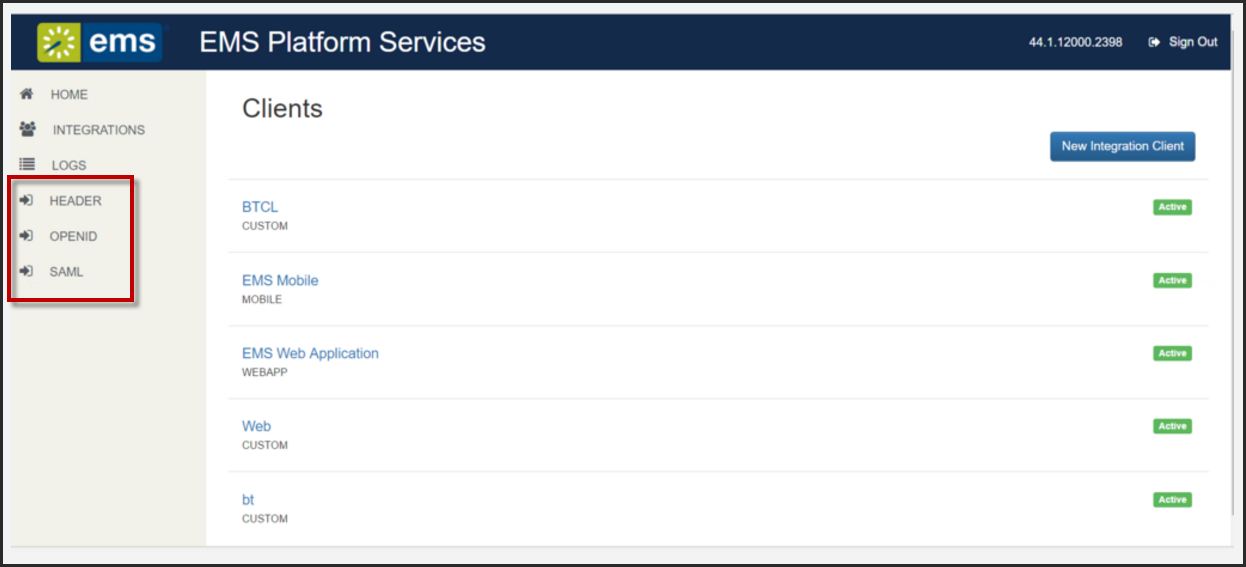 ems EMS Platform Services 44.1.12000.2398 Sign Out
HOME
INTEGRATIONS
LOGS
HEADER
OPENID
SAML
Clients
New Integration Client
BTCL Active
CUSTOM
EMS Mobile Active
MOBILE
EMS Web Application Active
WEBAPP
Web Active
CUSTOM
bt Active
CUSTOM